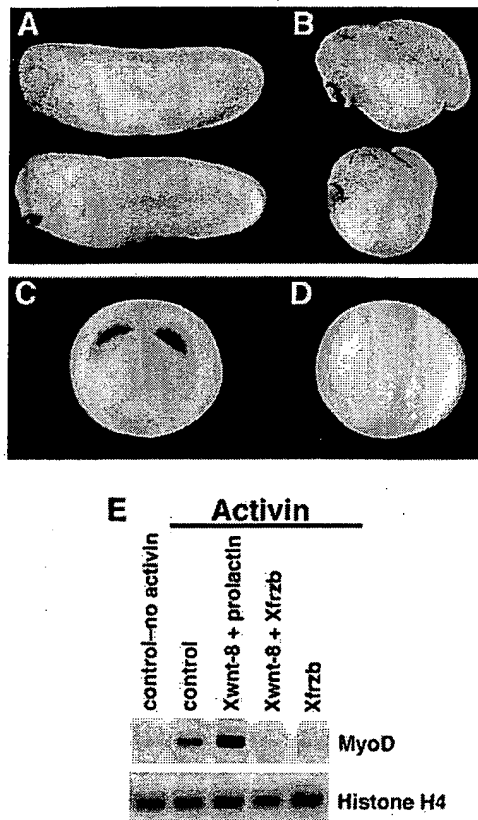 A
B
C
D
E
Activin
control–no activin
control
Xwnt-8 + prolactin
Xwnt-8 + Xfrzb
Xfrzb
MyoD
Histone H4